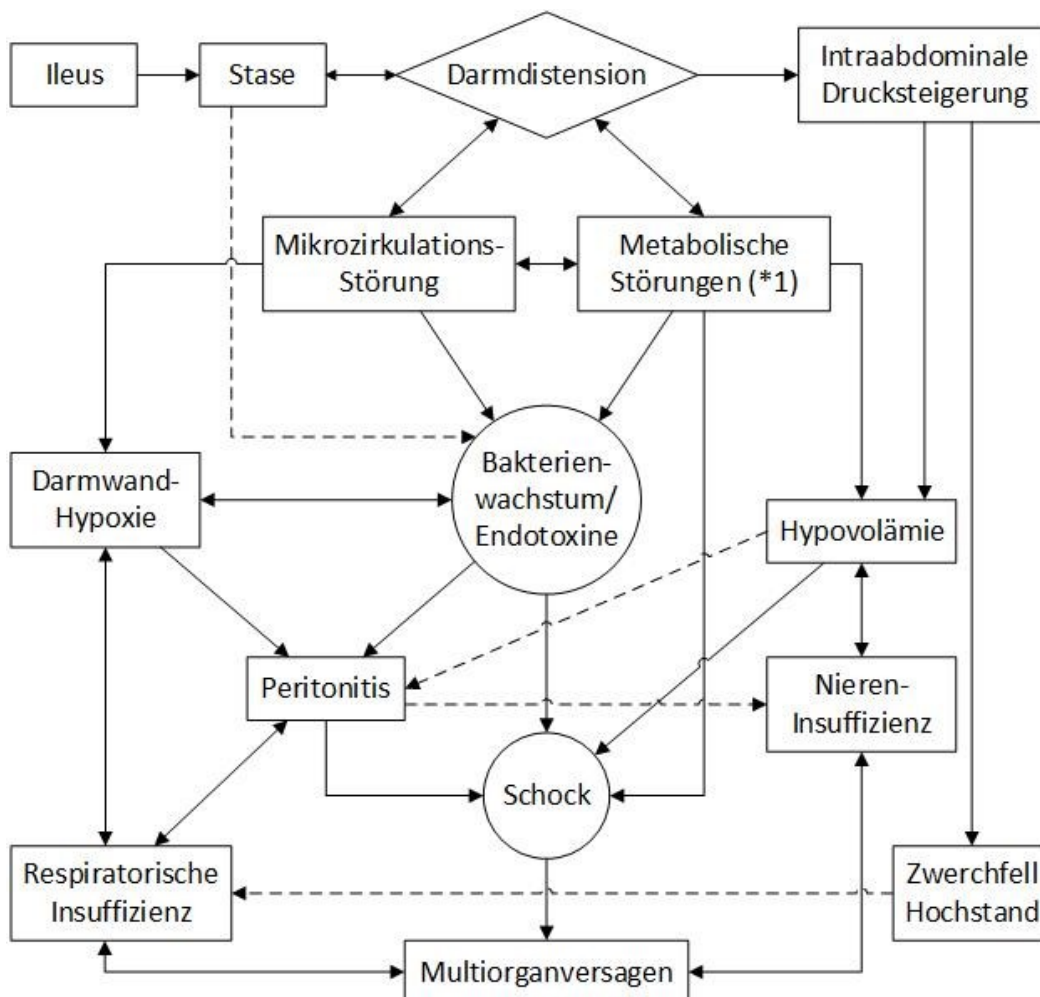 Ileus
Stase
Darmdistension
Intraabdominale
Drucksteigerung
Mikrozirkulations-
Störung
Metabolische
Störungen (*1)
Darmwand-
Hypoxie
Bakterien-
wachstum/
Endotoxine
Hypovolämie
Peritonitis
Nieren-
Insuffizienz
Schock
Respiratorische
Insuffizienz
Zwerchfell
Hochstand
Multiorganversagen